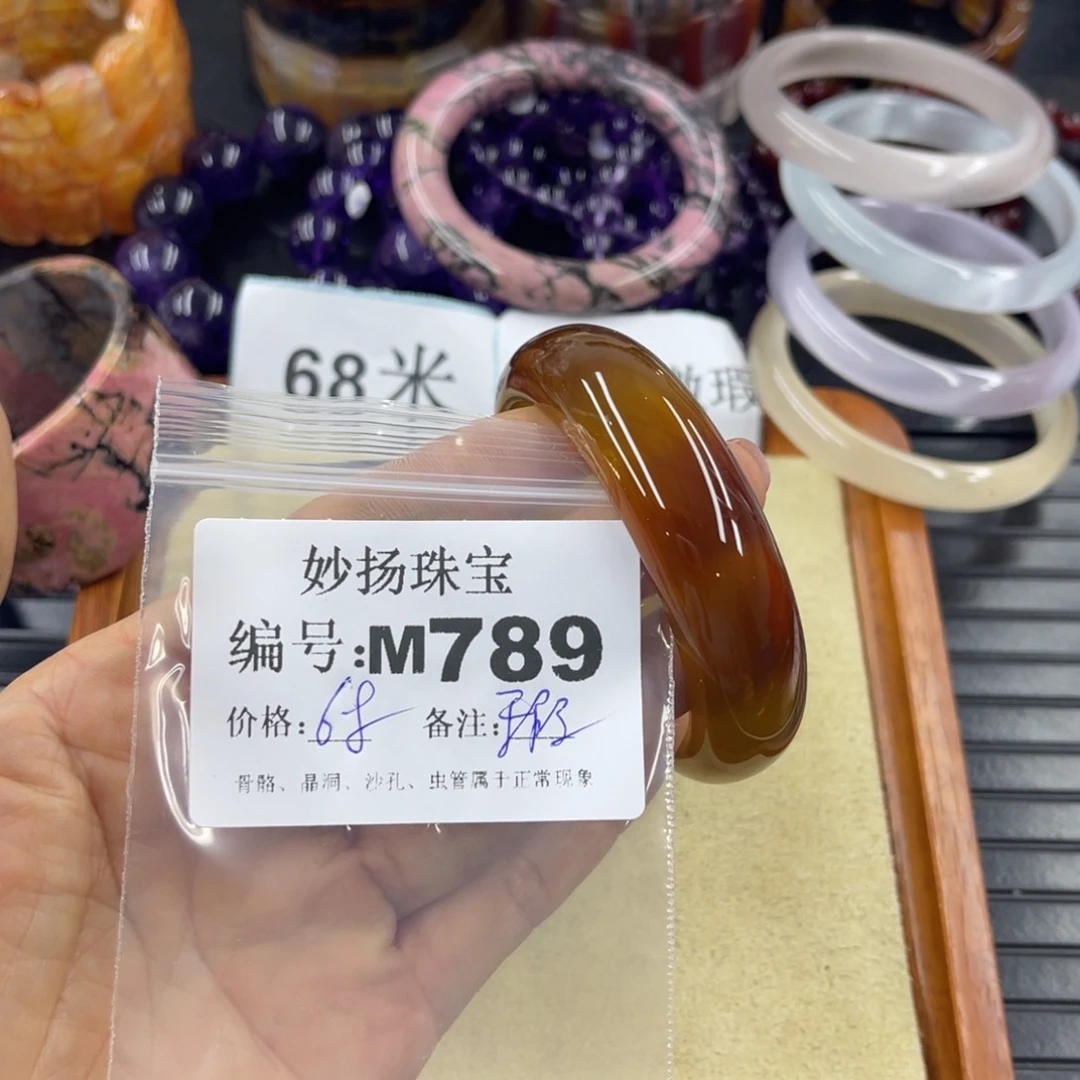 68米
瑕
妙扬珠宝
编号:M789
价格:68 备注:
骨骼、晶洞、沙孔、虫管属于正常现象